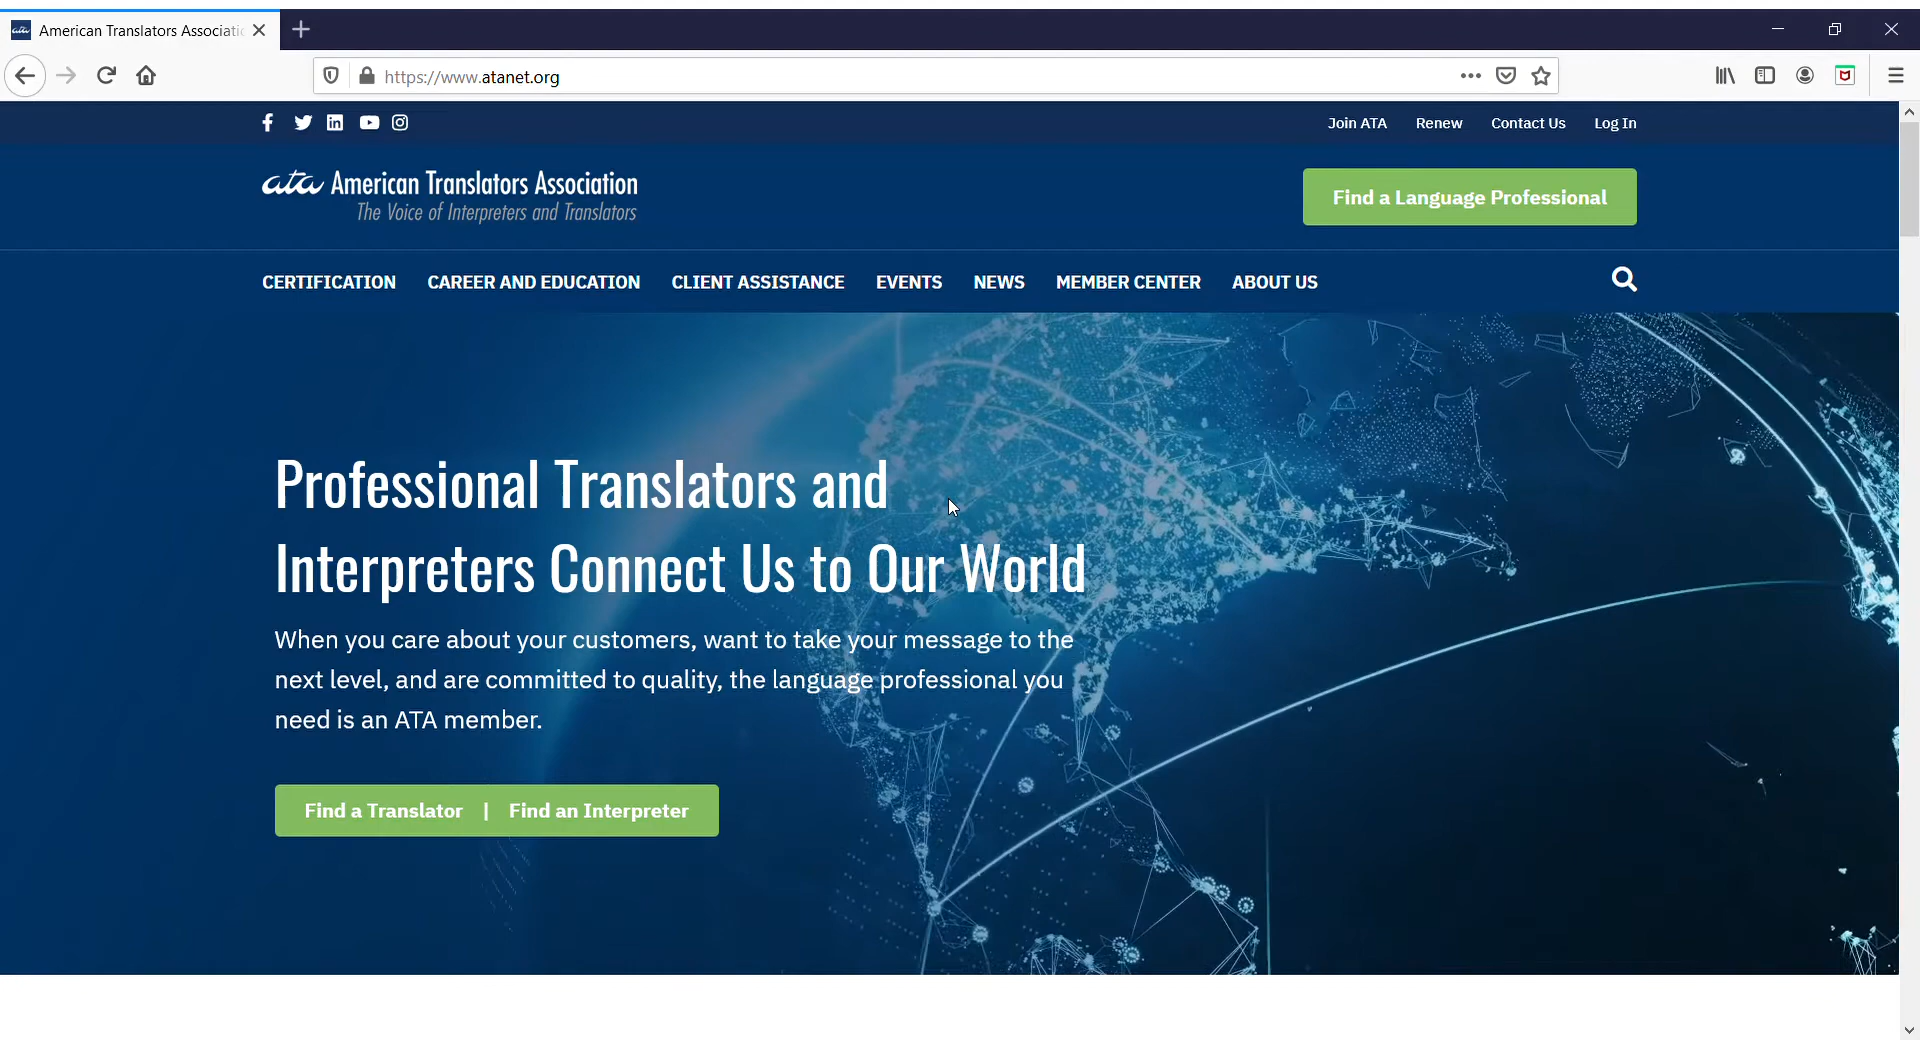 American Translators Associati
https://www.atanet.org
Join ATA Renew Contact Us Log In
ata American Translators Association
The Voice of Interpreters and Translators
Find a Language Professional
CERTIFICATION CAREER AND EDUCATION CLIENT ASSISTANCE EVENTS NEWS MEMBER CENTER ABOUT US
Professional Translators and
Interpreters Connect Us to Our World
When you care about your customers, want to take your message to the
next level, and are committed to quality, the language professional you
need is an ATA member.
Find a Translator | Find an Interpreter